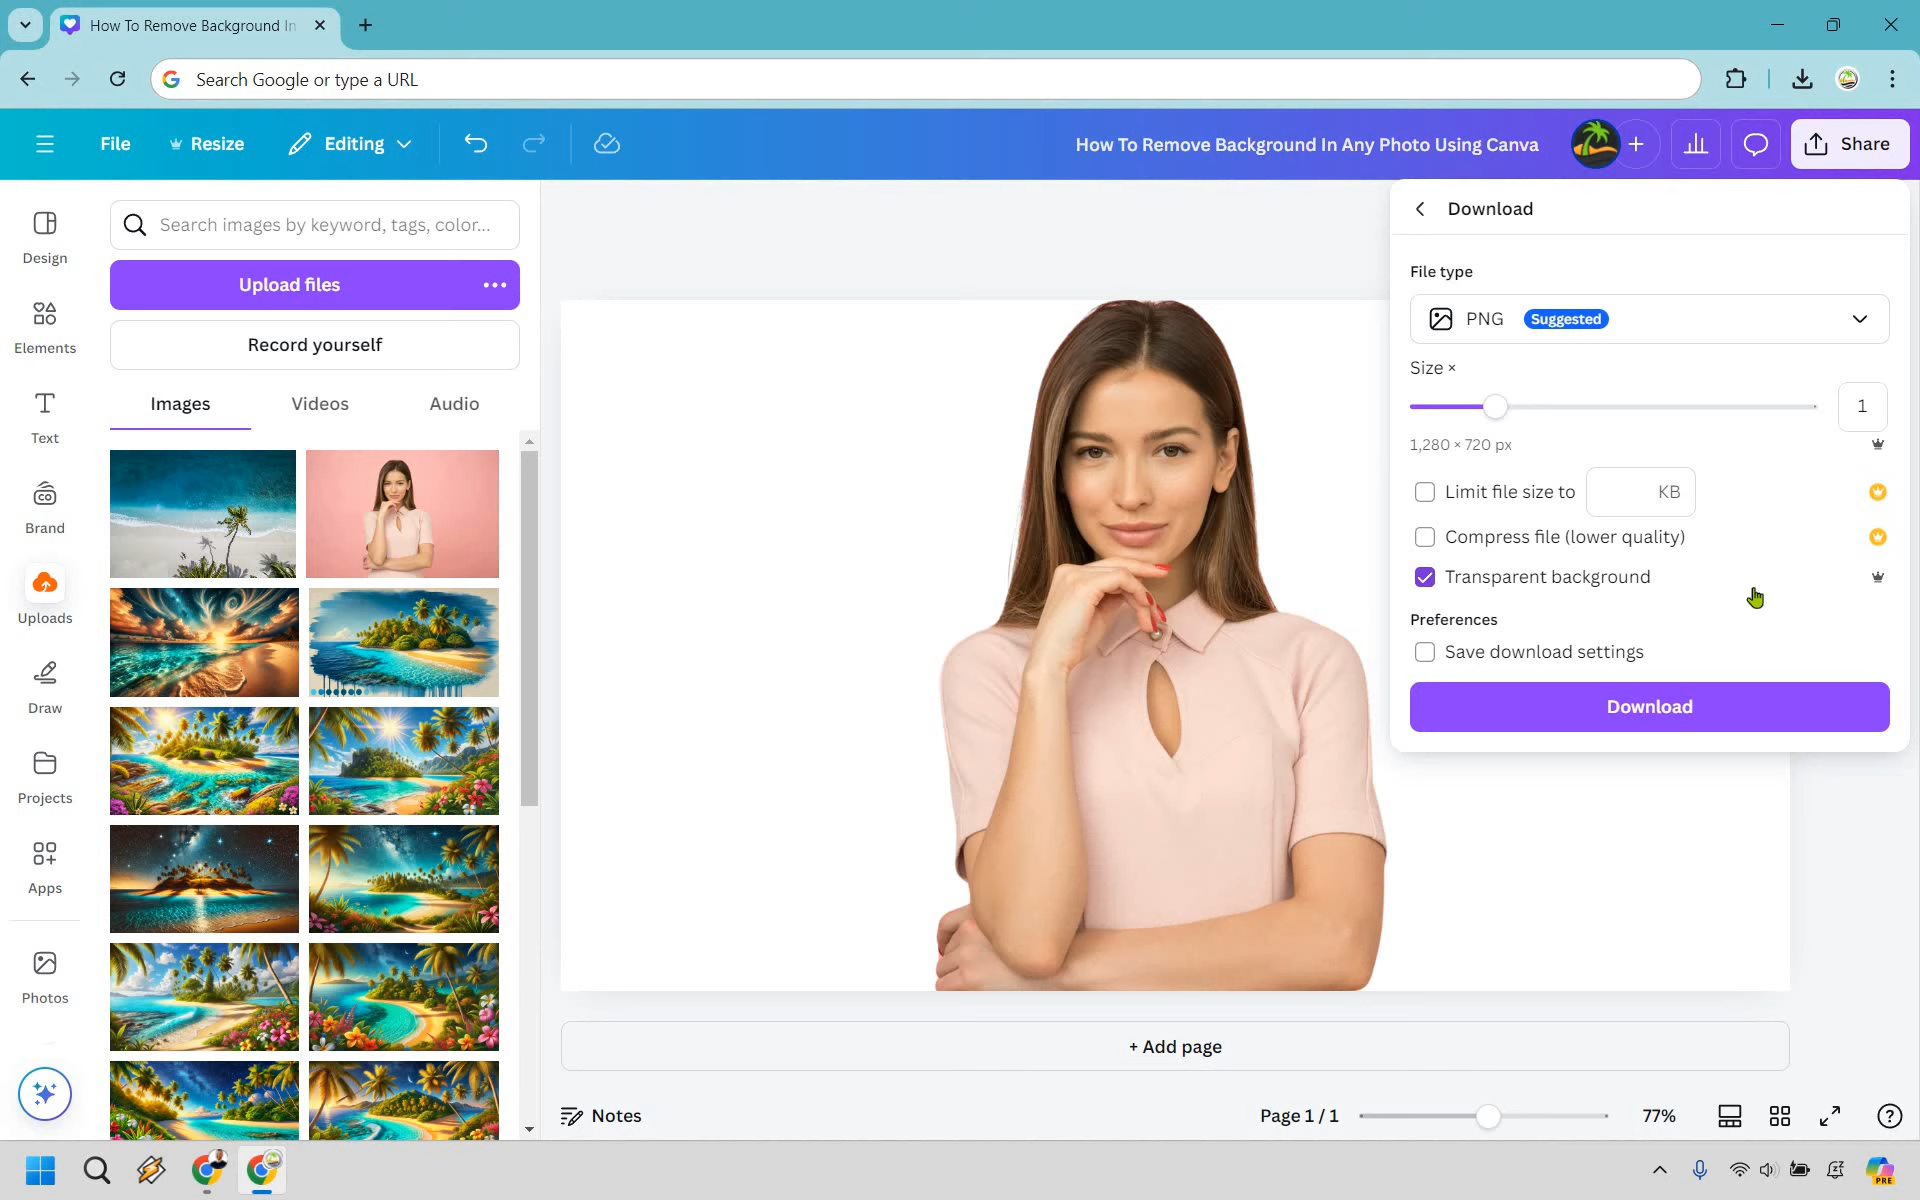 How To Remove Background In
Search Google or type a URL
File
Resize
Editing
How To Remove Background In Any Photo Using Canva
Share
Design
Elements
Text
Brand
Uploads
Draw
Projects
Apps
Photos
Search images by keyword, tags, color...
Upload files
Record yourself
Images Videos Audio
Download
File type
PNG Suggested
Size ×
1
1,280 × 720 px
Limit file size to KB
Compress file (lower quality)
Transparent background
Preferences
Save download settings
Download
+ Add page
Notes
Page 1 / 1
77%
PRE